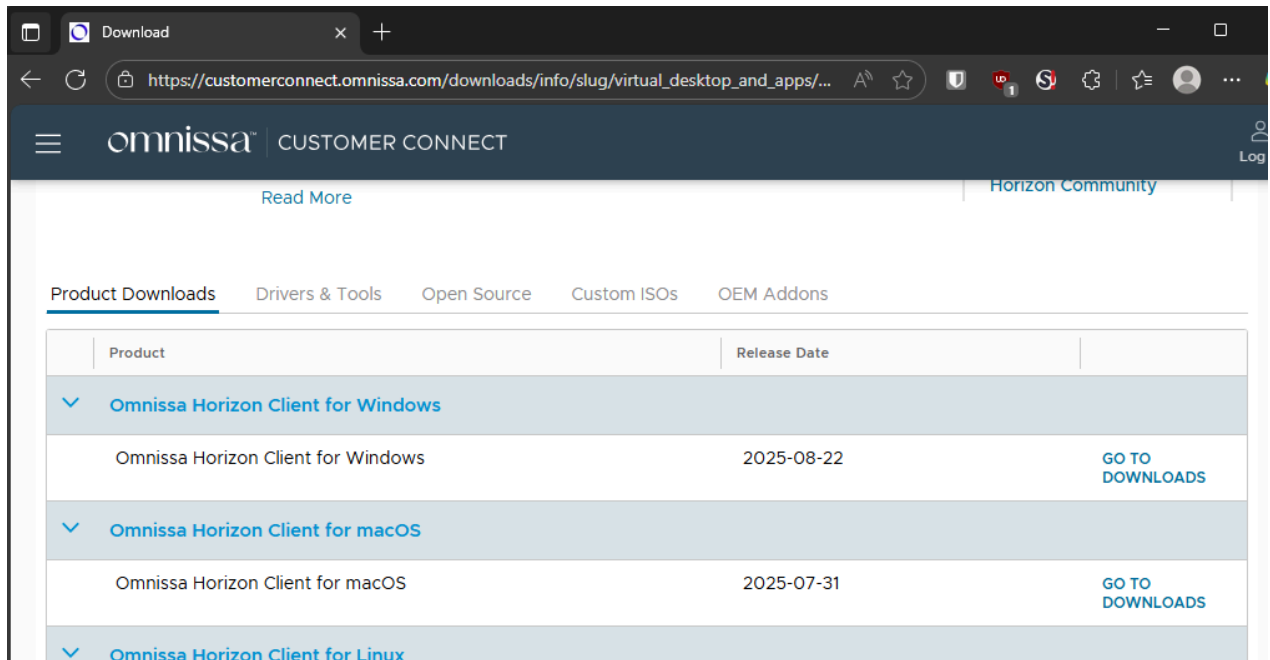 Download
https://customerconnect.omnissa.com/downloads/info/slug/virtual_desktop_and_apps/...
1
omnissa™ CUSTOMER CONNECT
Log
Read More
Horizon Community
Product Downloads Drivers & Tools Open Source Custom ISOs OEM Addons
Product Release Date
Omnissa Horizon Client for Windows
Omnissa Horizon Client for Windows 2025-08-22 GO TO
DOWNLOADS
Omnissa Horizon Client for macOS
Omnissa Horizon Client for macOS 2025-07-31 GO TO
DOWNLOADS
Omnissa Horizon Client for Linux